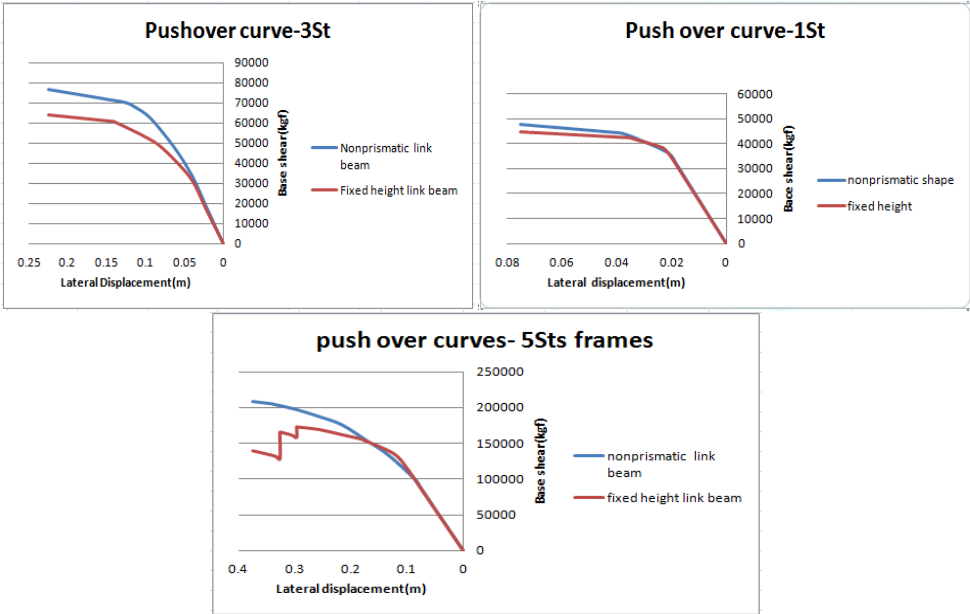 Pushover curve-3St
90000
80000
70000
60000
50000
40000
30000
20000
10000
0
Base shear(kgf)
0.25 0.2 0.15 0.1 0.05 0
Lateral Displacement(m)
Nonprismatic link
beam
Fixed height link beam
Push over curve-1St
60000
50000
40000
30000
20000
10000
0
Bace shear(kgf)
0.08 0.06 0.04 0.02 0
Lateral displacement(m)
nonprismatic shape
fixed height
push over curves- 5Sts frames
250000
200000
150000
100000
50000
0
Base shear(kgf)
0.4 0.3 0.2 0.1 0
Lateral displacement(m)
nonprismatic link
beam
fixed height link beam